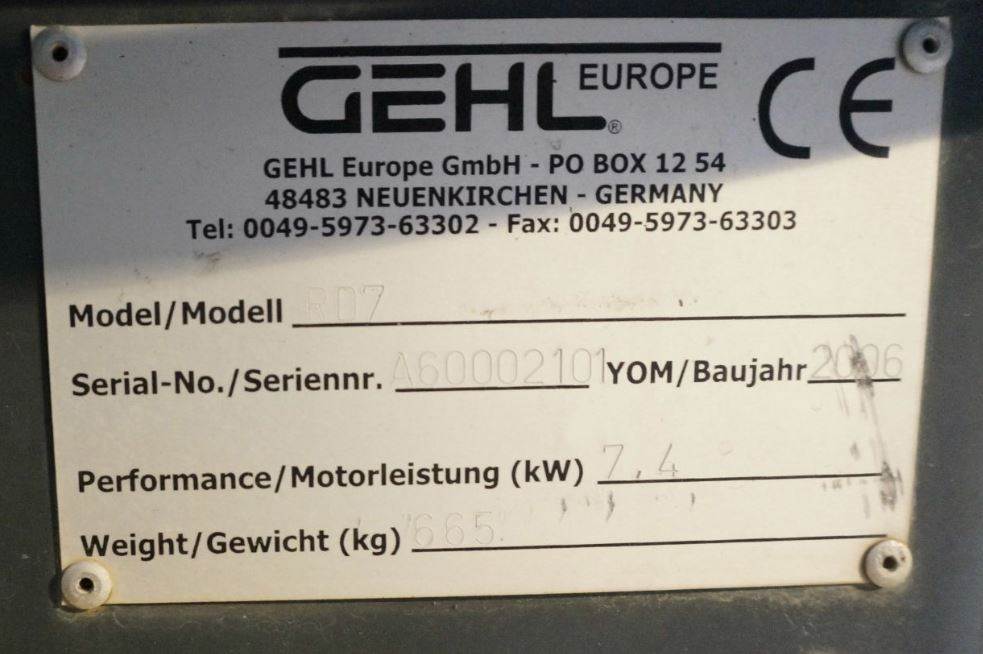 GEHL® EUROPE CE
GEHL Europe GmbH - PO BOX 12 54
48483 NEUENKIRCHEN - GERMANY
Tel: 0049-5973-63302 - Fax: 0049-5973-63303
Model/Modell RD7
Serial-No./Seriennr. A60002101 YOM/Baujahr 2006
Performance/Motorleistung (kW) 7,4
Weight/Gewicht (kg) 665